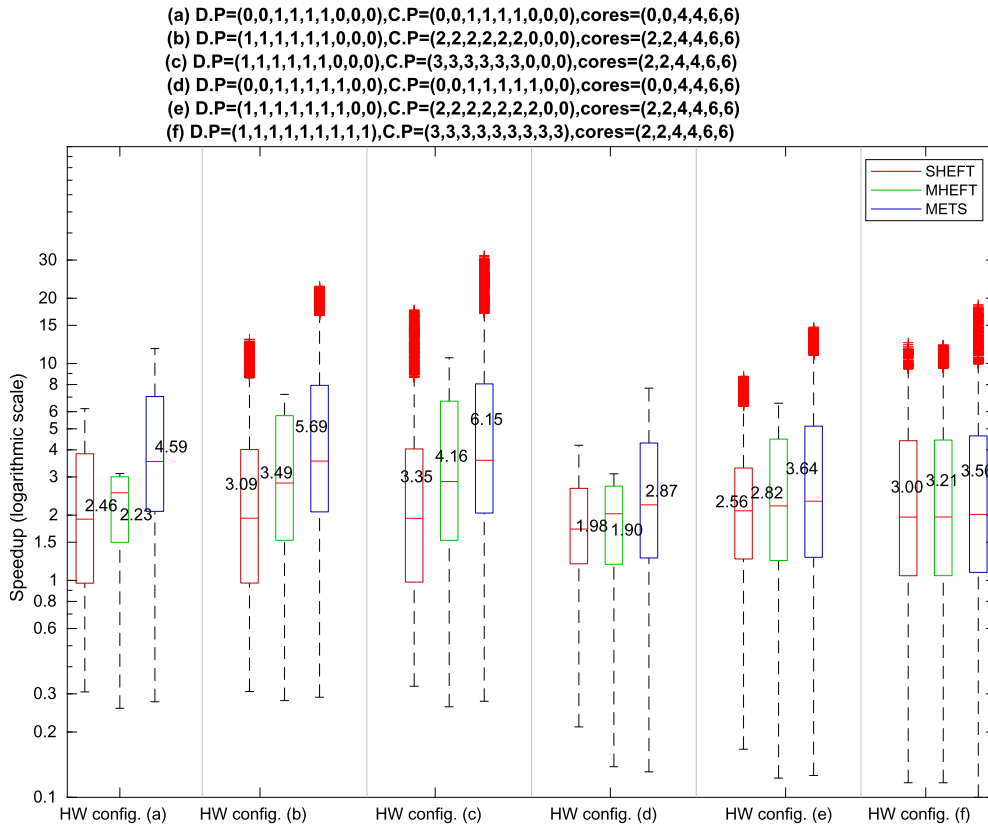 (a) D.P=(0,0,1,1,1,1,0,0,0),C.P=(0,0,1,1,1,1,0,0,0),cores=(0,0,4,4,6,6)
(b) D.P=(1,1,1,1,1,1,0,0,0),C.P=(2,2,2,2,2,2,0,0,0),cores=(2,2,4,4,6,6)
(c) D.P=(1,1,1,1,1,1,0,0,0),C.P=(3,3,3,3,3,3,0,0,0),cores=(2,2,4,4,6,6)
(d) D.P=(0,0,1,1,1,1,1,0,0),C.P=(0,0,1,1,1,1,1,0,0),cores=(0,0,4,4,6,6)
(e) D.P=(1,1,1,1,1,1,1,0,0),C.P=(2,2,2,2,2,2,2,0,0),cores=(2,2,4,4,6,6)
(f) D.P=(1,1,1,1,1,1,1,1,1),C.P=(3,3,3,3,3,3,3,3,3),cores=(2,2,4,4,6,6)
SHEFT
MHEFT
METS
Speedup (logarithmic scale)
30
20
15
10
8
6
5
4
3
2
1.5
1
0.8
0.6
0.3
0.2
0.1
2.46
2.23
4.59
3.09
3.49
5.69
3.35
4.16
6.15
1.98
1.90
2.87
2.56
2.82
3.64
3.00
3.21
3.56
HW config. (a)
HW config. (b)
HW config. (c)
HW config. (d)
HW config. (e)
HW config. (f)